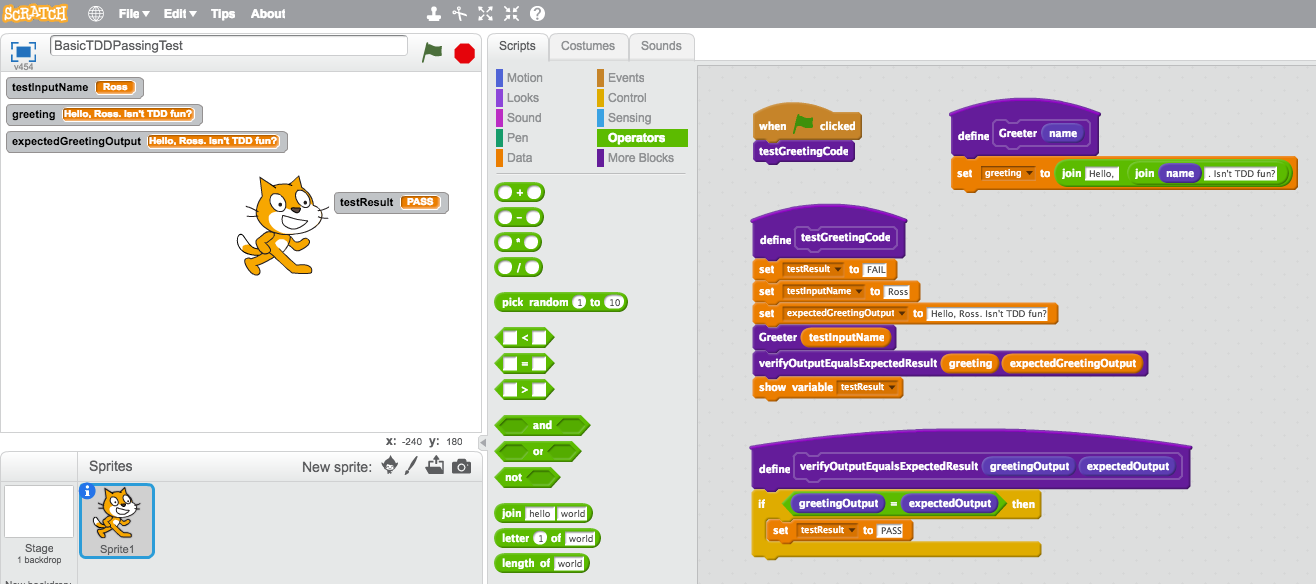 SCRATCH File Edit Tips About
BasicTDDPassingTest
v454
testInputName Ross
greeting Hello, Ross. Isn't TDD fun?
expectedGreetingOutput Hello, Ross. Isn't TDD fun?
testResult PASS
x: -240 y: 180
Sprites New sprite:
Stage
1 backdrop
New backdrop:
Sprite1
Scripts Costumes Sounds
Motion Events
Looks Control
Sound Sensing
Pen Operators
Data More Blocks
+
-
*
/
pick random 1 to 10
<
=
>
and
or
not
join hello world
letter 1 of world
length of world
when clicked
testGreetingCode
define Greeter name
set greeting to join Hello, join name . Isn't TDD fun?
define testGreetingCode
set testResult to FAIL
set testInputName to Ross
set expectedGreetingOutput to Hello, Ross. Isn't TDD fun?
Greeter testInputName
verifyOutputEqualsExpectedResult greeting expectedGreetingOutput
show variable testResult
define verifyOutputEqualsExpectedResult greetingOutput expectedOutput
if greetingOutput = expectedOutput then
set testResult to PASS